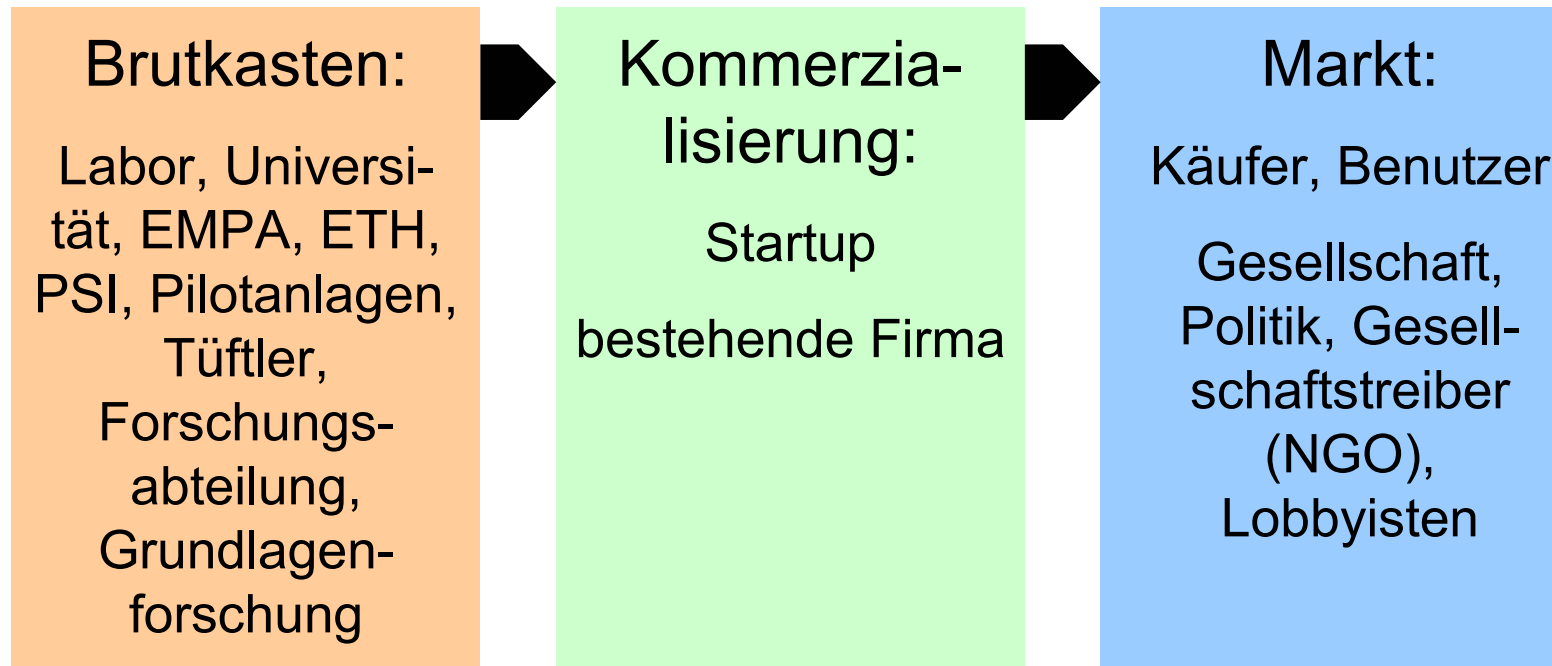 Brutkasten:
Labor, Universi-
tät, EMPA, ETH,
PSI, Pilotanlagen,
Tüftler,
Forschungs-
abteilung,
Grundlagen-
forschung
Kommerzia-
lisierung:
Startup
bestehende Firma
Markt:
Käufer, Benutzer
Gesellschaft,
Politik, Gesell-
schaftstreiber
(NGO),
Lobbyisten